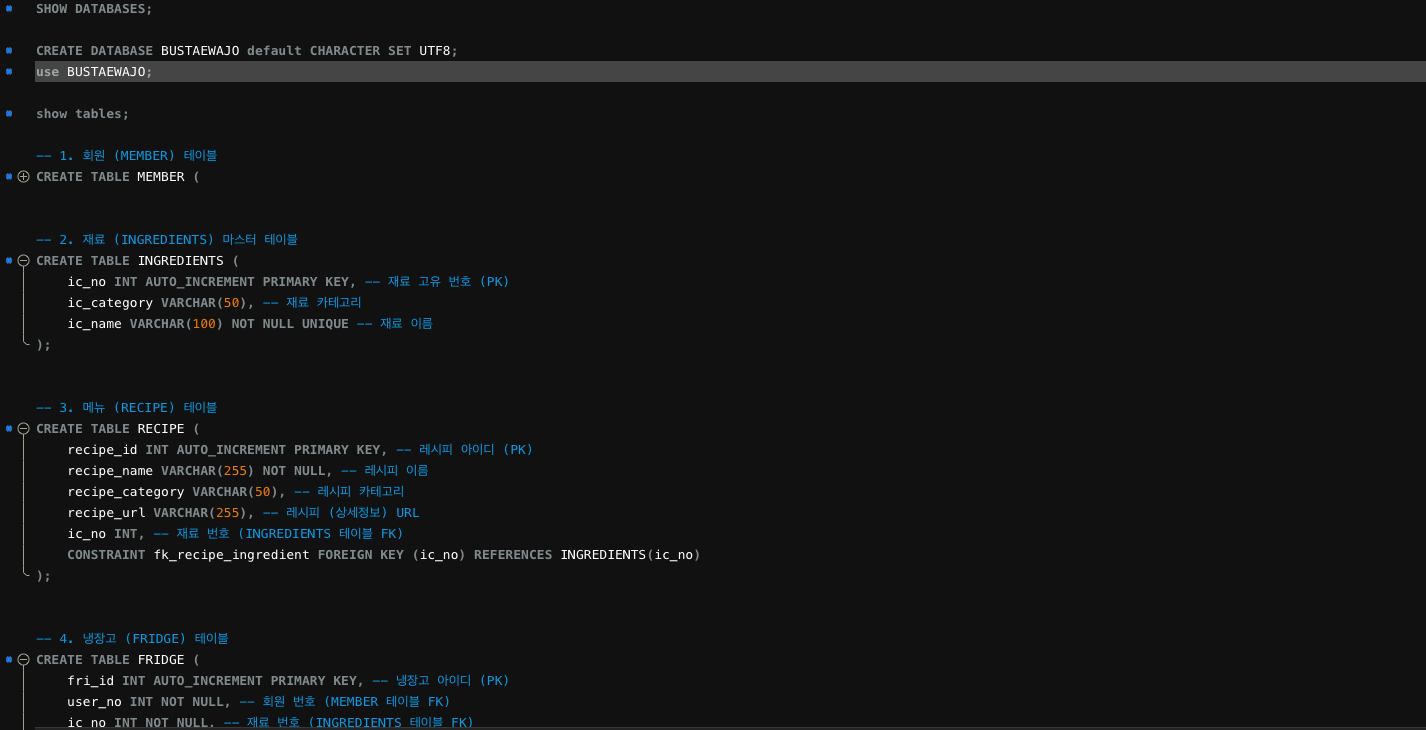 SHOW DATABASES;
CREATE DATABASE BUSTAEWAJO default CHARACTER SET UTF8;
use BUSTAEWAJO;
show tables;
-- 1. 회원 (MEMBER) 테이블
CREATE TABLE MEMBER (
-- 2. 재료 (INGREDIENTS) 마스터 테이블
CREATE TABLE INGREDIENTS (
ic_no INT AUTO_INCREMENT PRIMARY KEY, -- 재료 고유 번호 (PK)
ic_category VARCHAR(50), -- 재료 카테고리
ic_name VARCHAR(100) NOT NULL UNIQUE -- 재료 이름
);
-- 3. 메뉴 (RECIPE) 테이블
CREATE TABLE RECIPE (
recipe_id INT AUTO_INCREMENT PRIMARY KEY, -- 레시피 아이디 (PK)
recipe_name VARCHAR(255) NOT NULL, -- 레시피 이름
recipe_category VARCHAR(50), -- 레시피 카테고리
recipe_url VARCHAR(255), -- 레시피 (상세정보) URL
ic_no INT, -- 재료 번호 (INGREDIENTS 테이블 FK)
CONSTRAINT fk_recipe_ingredient FOREIGN KEY (ic_no) REFERENCES INGREDIENTS(ic_no)
);
-- 4. 냉장고 (FRIDGE) 테이블
CREATE TABLE FRIDGE (
fri_id INT AUTO_INCREMENT PRIMARY KEY, -- 냉장고 아이디 (PK)
user_no INT NOT NULL, -- 회원 번호 (MEMBER 테이블 FK)
ic_no INT NOT NULL, -- 재료 번호 (INGREDIENTS 테이블 FK)